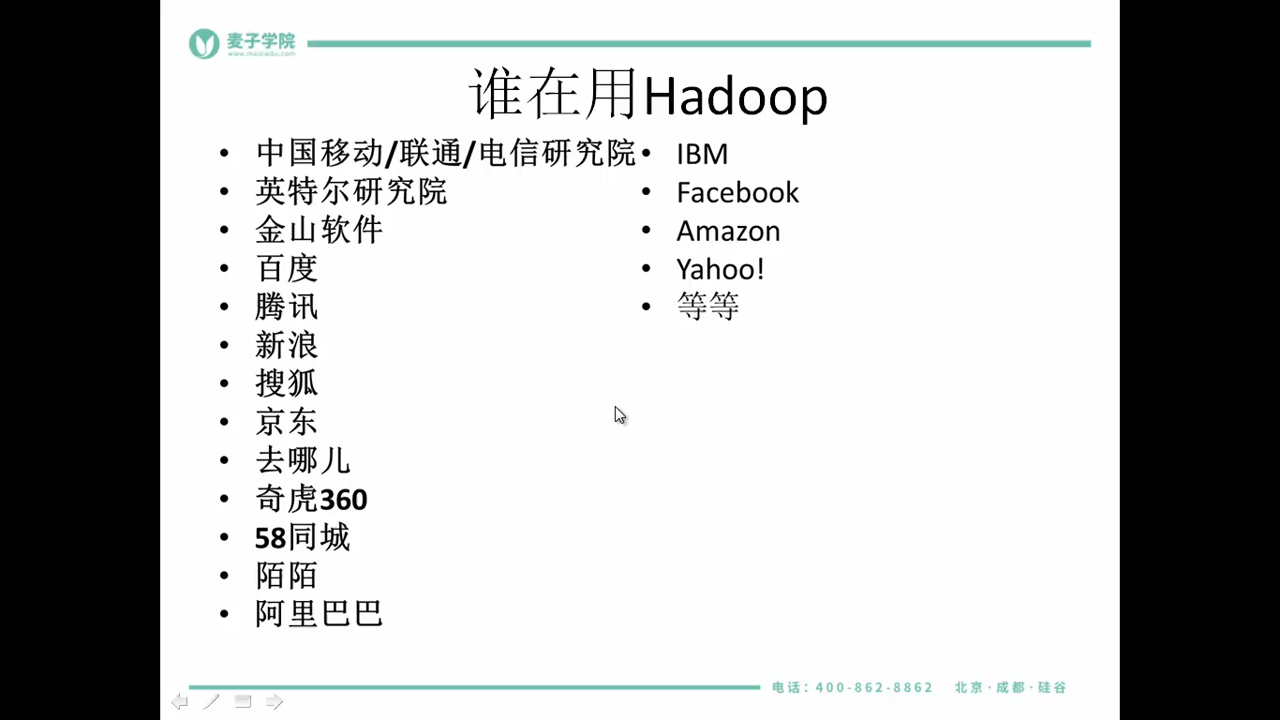 麦子学院
www.maiziedu.com
谁在用Hadoop
• 中国移动/联通/电信研究院
• 英特尔研究院
• 金山软件
• 百度
• 腾讯
• 新浪
• 搜狐
• 京东
• 去哪儿
• 奇虎360
• 58同城
• 陌陌
• 阿里巴巴
• IBM
• Facebook
• Amazon
• Yahoo!
• 等等
电话：400-862-8862 北京·成都·硅谷